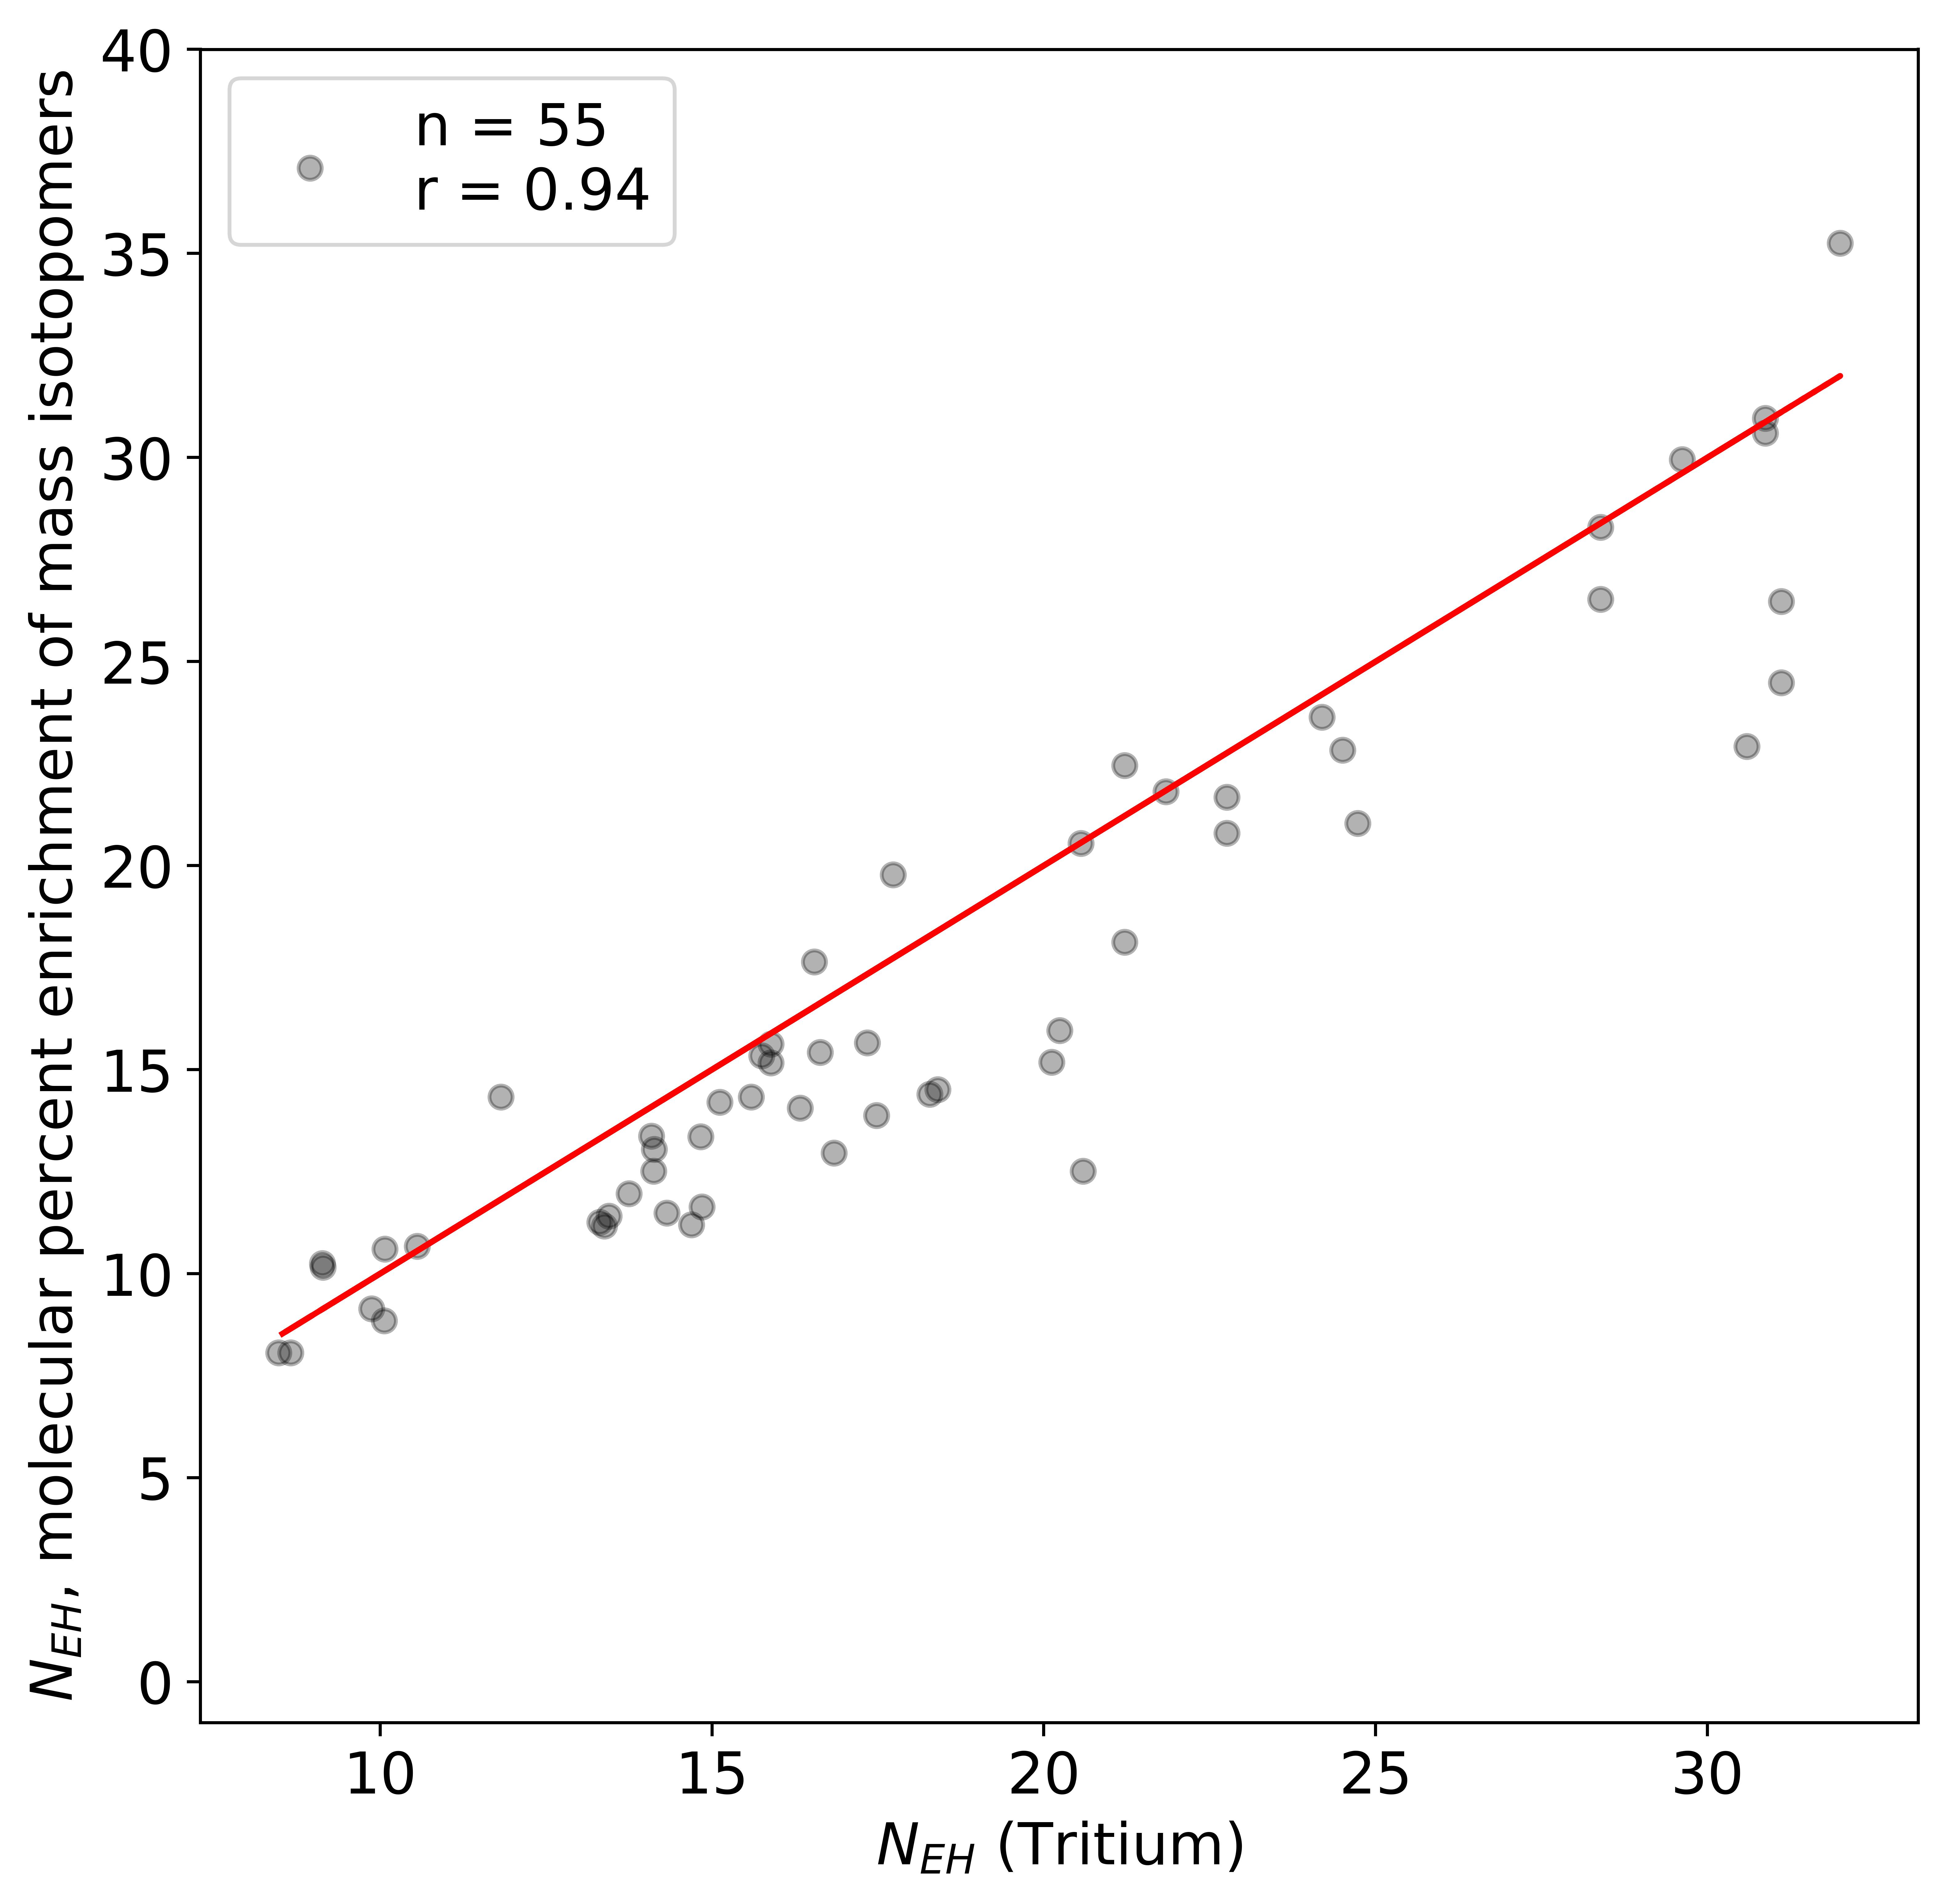 n = 55
r = 0.94
40
35
30
25
20
15
10
5
0
N_EH, molecular percent enrichment of mass isotopomers
10 15 20 25 30
N_EH (Tritium)